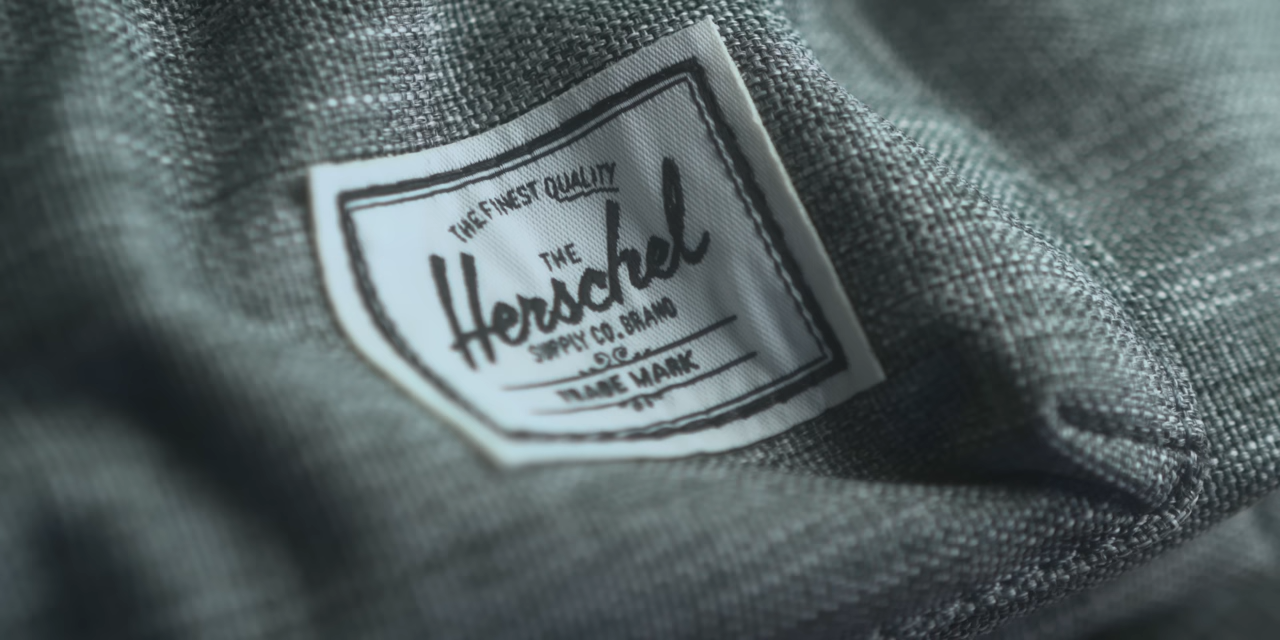 THE FINEST QUALITY
THE
Herschel
SUPPLY CO. BRAND
TRADE MARK